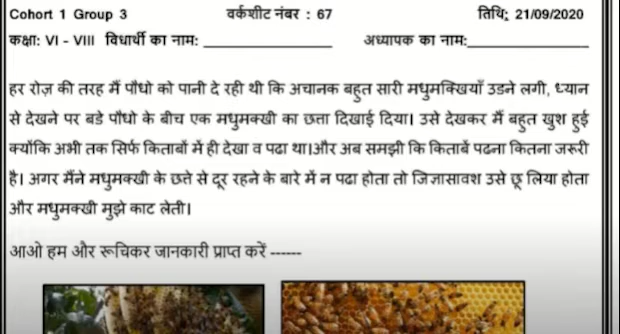 Cohort 1 Group 3 वर्कशीट नंबर : 67 तिथि: 21/09/2020
कक्षा: VI - VIII विधार्थी का नाम: ________________ अध्यापक का नाम:________________
हर रोज़ की तरह मैं पौधो को पानी दे रही थी कि अचानक बहुत सारी मधुमक्खियाँ उडने लगी, ध्यान
से देखने पर बडे पौधो के बीच एक मधुमक्खी का छत्ता दिखाई दिया। उसे देखकर मैं बहुत खुश हुई
क्योंकि अभी तक सिर्फ किताबों में ही देखा व पढा था।और अब समझी कि किताबें पढना कितना जरूरी
है। अगर मैंने मधुमक्खी के छत्ते से दूर रहने के बारे में न पढा होता तो जिज्ञासावश उसे छू लिया होता
और मधुमक्खी मुझे काट लेती।
आओ हम और रूचिकर जानकारी प्राप्त करें ------